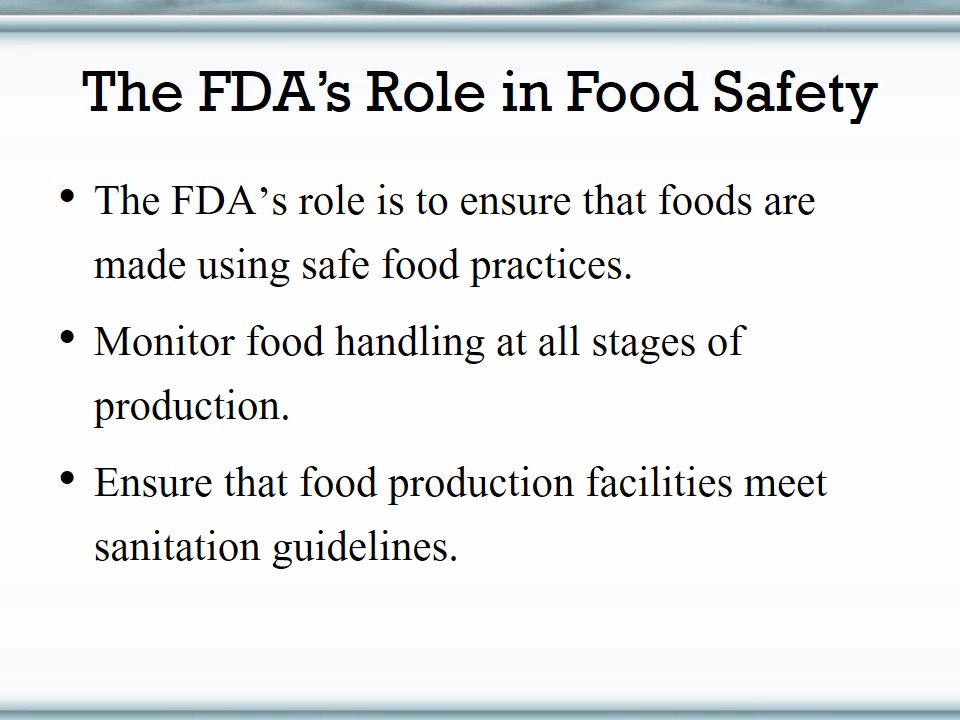 The FDA’s Role in Food Safety
• The FDA’s role is to ensure that foods are
made using safe food practices.
• Monitor food handling at all stages of
production.
• Ensure that food production facilities meet
sanitation guidelines.